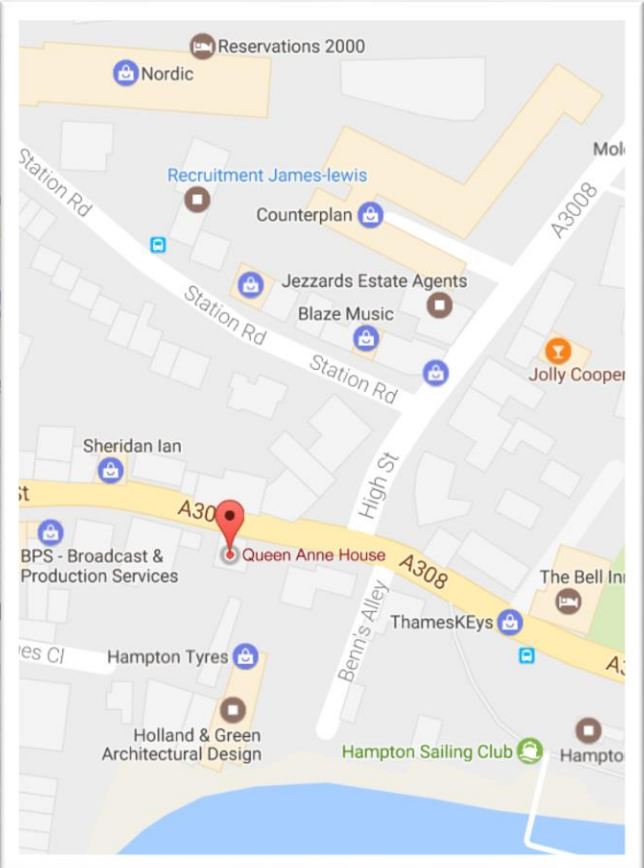 Reservations 2000
Nordic
Mol
Station Rd
Recruitment James-lewis
A3008
Counterplan
Jezzards Estate Agents
Station Rd
Blaze Music
Station Rd
Jolly Cooper
Sheridan Ian
High St
st
A30
Queen Anne House
A308
BPS - Broadcast &
Production Services
The Bell In
ThamesKEys
Benn's Alley
es Cl
Hampton Tyres
A
Holland & Green
Architectural Design
Hampton Sailing Club
Hampto